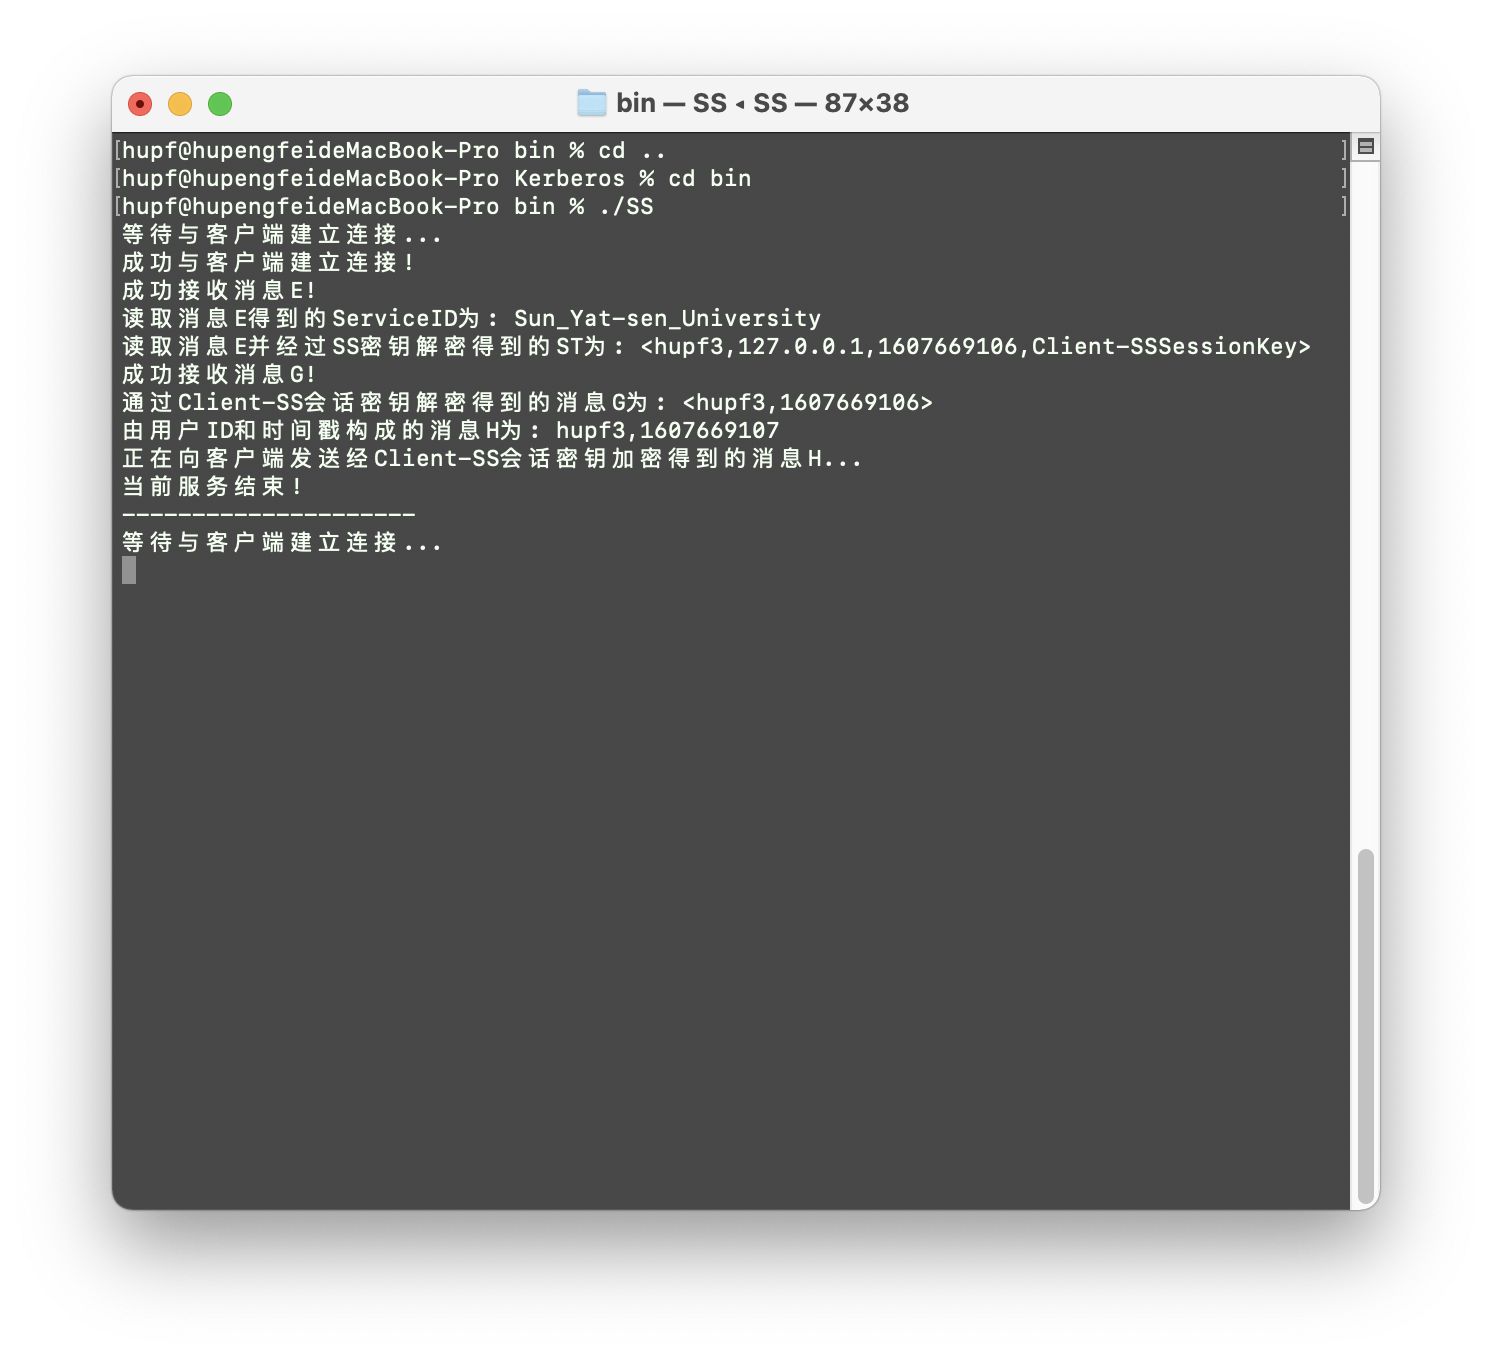 bin — SS ◂ SS — 87×38
[hupf@hupengfeideMacBook-Pro bin % cd ..]
[hupf@hupengfeideMacBook-Pro Kerberos % cd bin]
[hupf@hupengfeideMacBook-Pro bin % ./SS]
等待与客户端建立连接...
成功与客户端建立连接!
成功接收消息E!
读取消息E得到的ServiceID为: Sun_Yat-sen_University
读取消息E并经过SS密钥解密得到的ST为: <hupf3,127.0.0.1,1607669106,Client-SSSessionKey>
成功接收消息G!
通过Client-SS会话密钥解密得到的消息G为: <hupf3,1607669106>
由用户ID和时间戳构成的消息H为: hupf3,1607669107
正在向客户端发送经Client-SS会话密钥加密得到的消息H...
当前服务结束!
---------------------
等待与客户端建立连接...